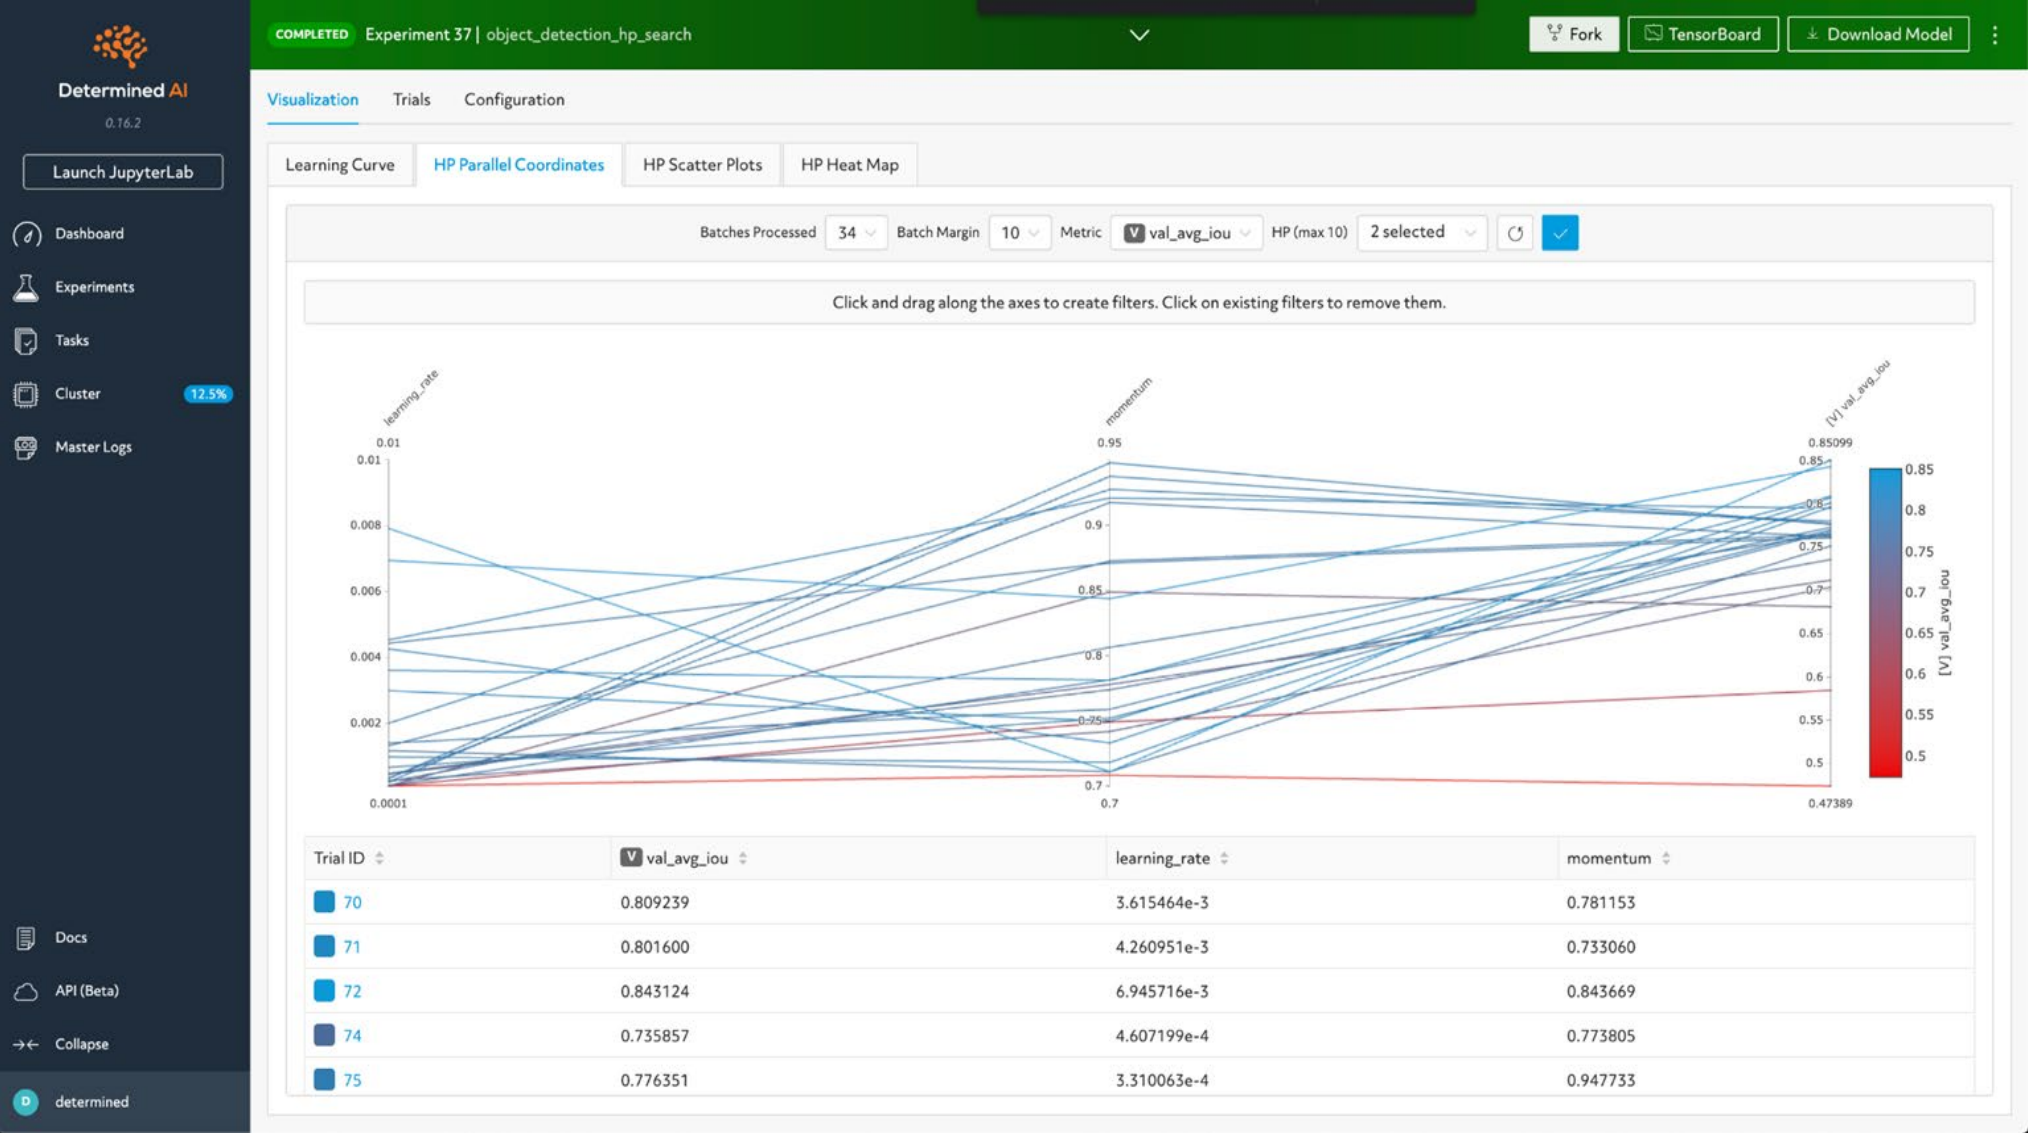 Determined AI
0.16.2
Launch JupyterLab
Dashboard
Experiments
Tasks
Cluster 12.5%
LOG
Master Logs
Docs
API (Beta)
Collapse
D determined
COMPLETED Experiment 37 | object_detection_hp_search
Fork TensorBoard Download Model
Visualization Trials Configuration
Learning Curve HP Parallel Coordinates HP Scatter Plots HP Heat Map
Batches Processed 34 Batch Margin 10 Metric V val_avg_iou HP (max 10) 2 selected
Click and drag along the axes to create filters. Click on existing filters to remove them.
learning_rate
0.01
0.01
0.008
0.006
0.004
0.002
0.0001
momentum
0.95
0.9
0.85
0.8
0.75
0.7
0.7
[V] val_avg_iou
0.85099
0.85
0.8
0.75
0.7
0.65
0.6
0.55
0.5
0.47389
0.85
0.8
0.75
0.7
0.65
0.6
0.55
0.5
[V] val_avg_iou
Trial ID V val_avg_iou learning_rate momentum
70 0.809239 3.615464e-3 0.781153
71 0.801600 4.260951e-3 0.733060
72 0.843124 6.945716e-3 0.843669
74 0.735857 4.607199e-4 0.773805
75 0.776351 3.310063e-4 0.947733